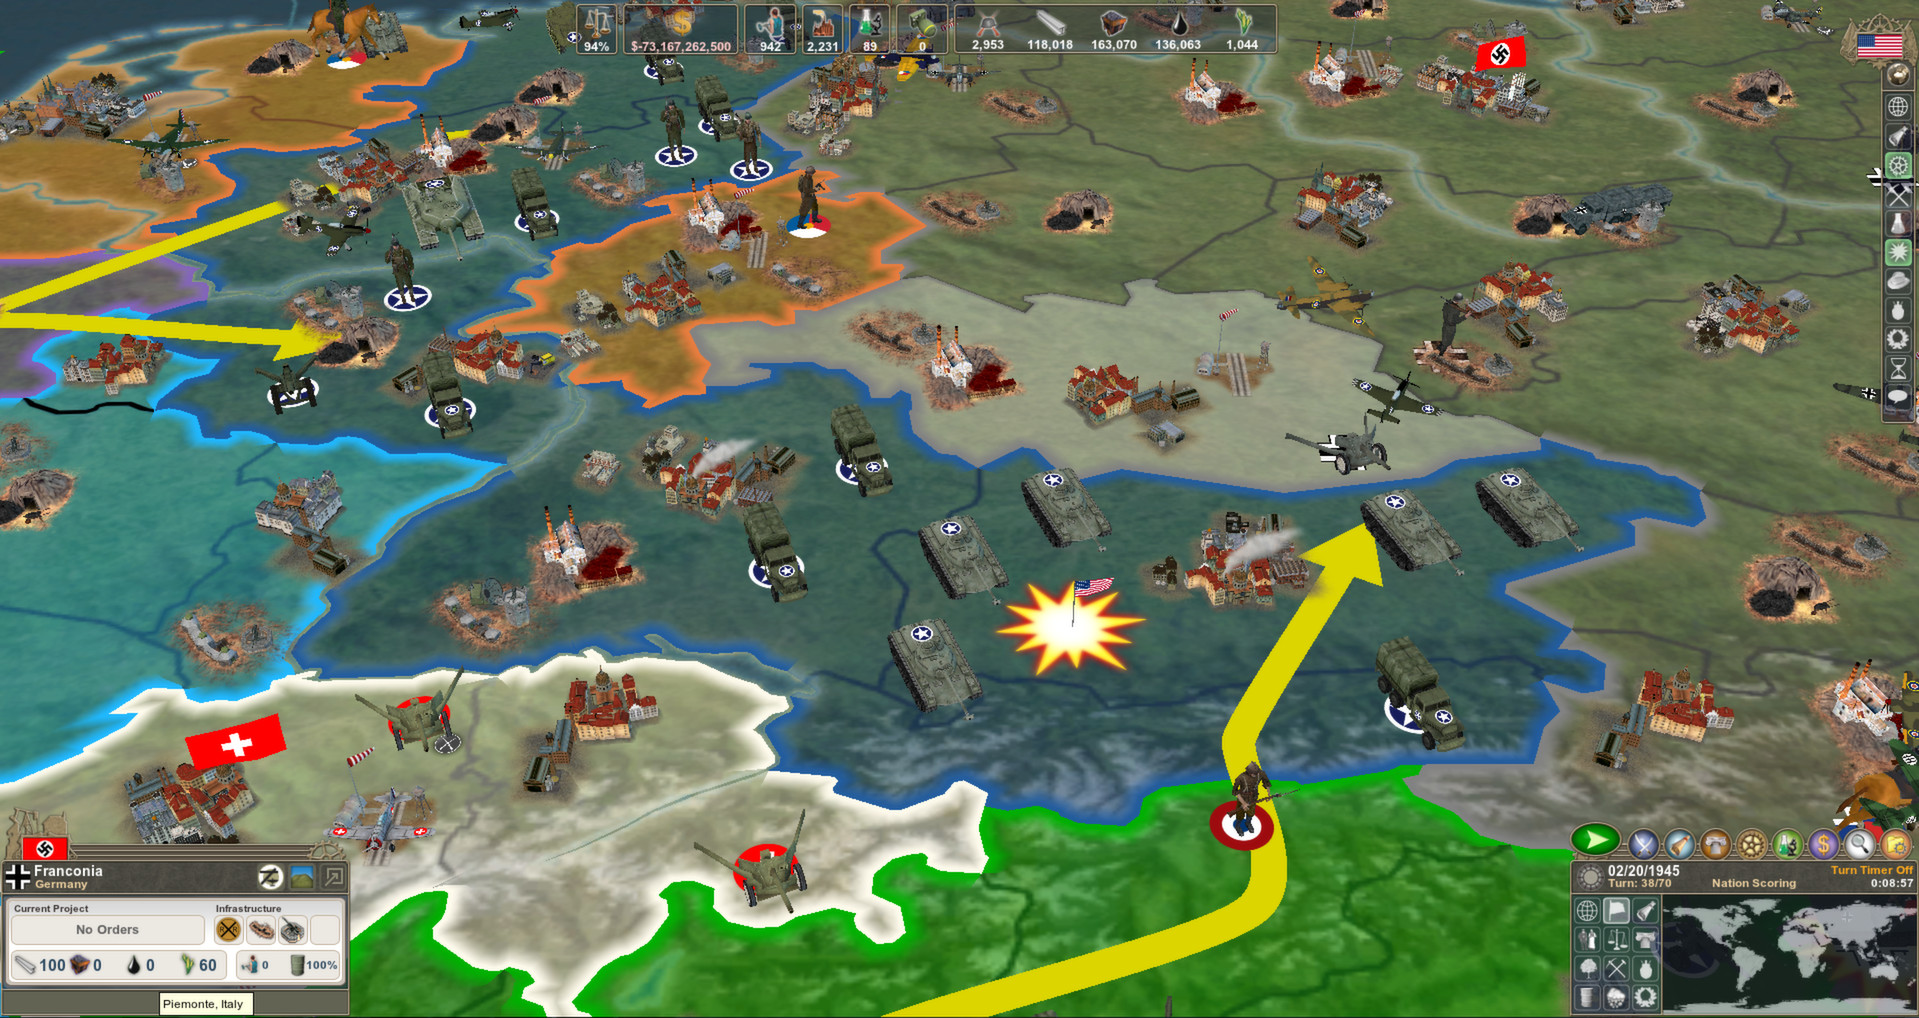 94%
$-73,167,262,500
942
2,231
89
0
2,953
118,018
163,070
136,063
1,044
Franconia
Germany
Current Project
Infrastructure
No Orders
100
0
0
60
0
100%
Piemonte, Italy
02/20/1945
Turn Timer Off
Turn: 38/70
Nation Scoring
0:08:57